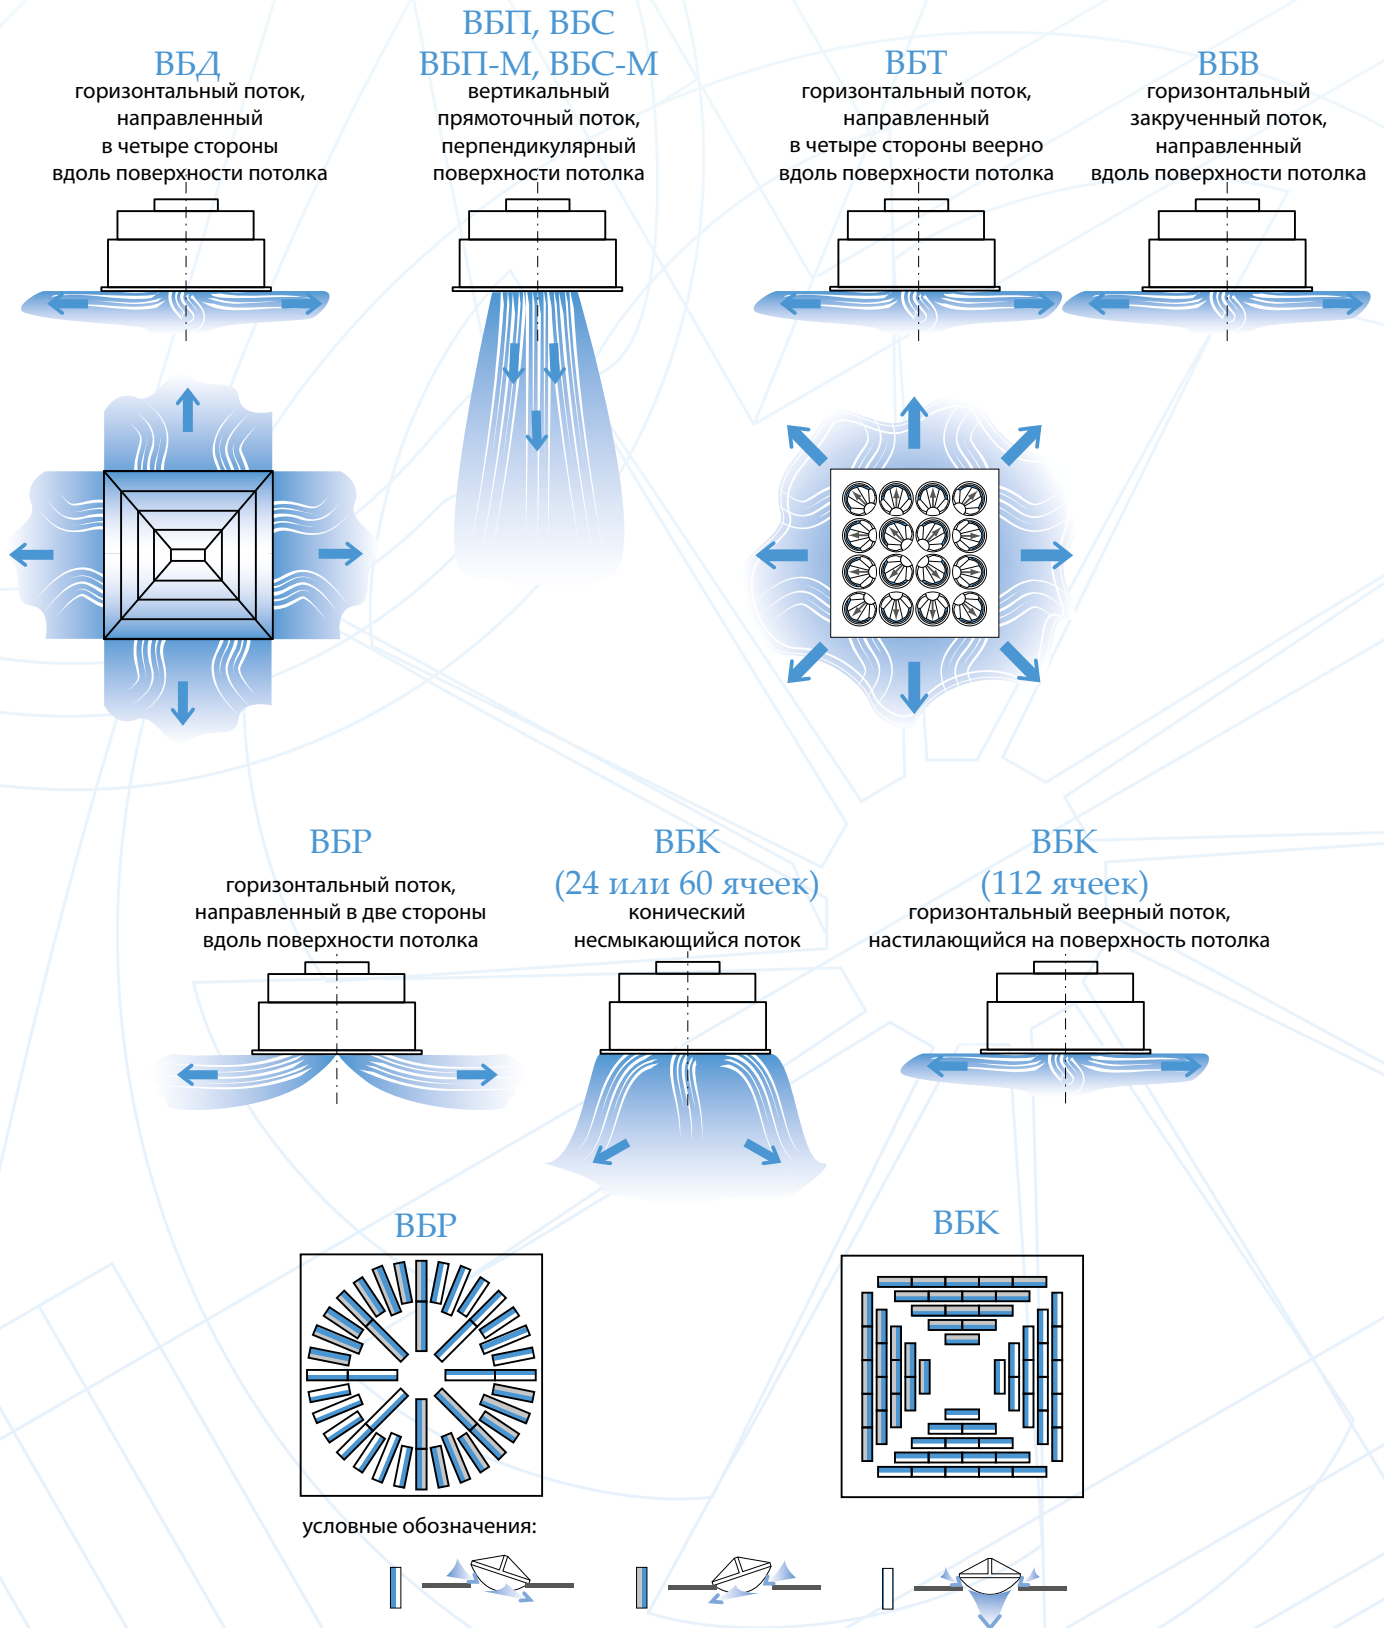 ВБД
горизонтальный поток,
направленный
в четыре стороны
вдоль поверхности потолка
ВБП, ВБС
ВБП-М, ВБС-М
вертикальный
прямоточный поток,
перпендикулярный
поверхности потолка
ВБТ
горизонтальный поток,
направленный
в четыре стороны веерно
вдоль поверхности потолка
ВБВ
горизонтальный
закрученный поток,
направленный
вдоль поверхности потолка
ВБР
горизонтальный поток,
направленный в две стороны
вдоль поверхности потолка
ВБК
(24 или 60 ячеек)
конический
несмыкающийся поток
ВБК
(112 ячеек)
горизонтальный веерный поток,
настилающийся на поверхность потолка
ВБР
ВБК
условные обозначения: